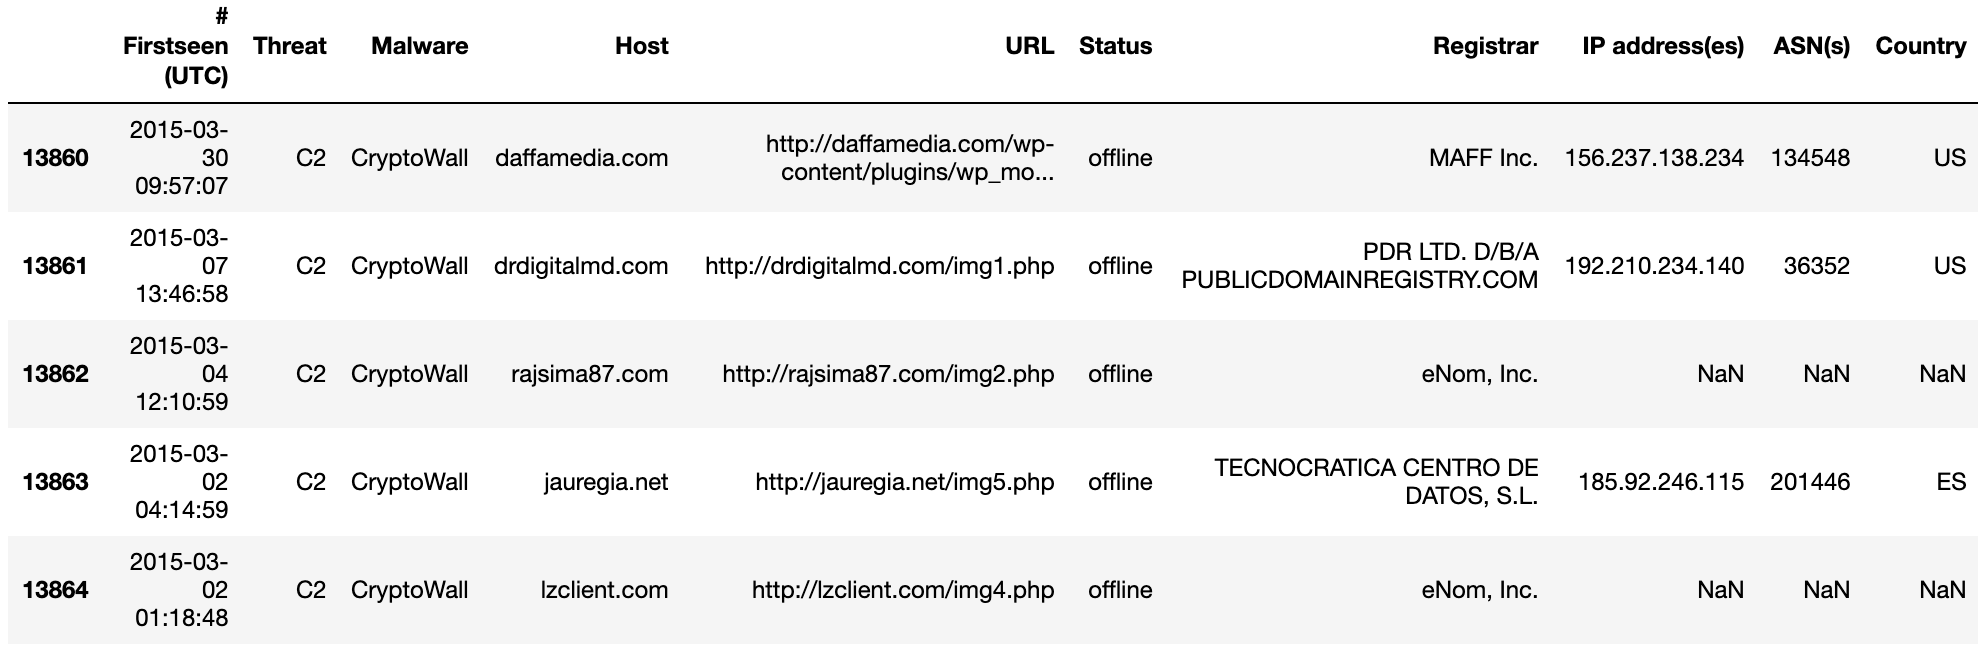 #
Firstseen Threat Malware Host URL Status Registrar IP address(es) ASN(s) Country
(UTC)
2015-03-
30
09:57:07
13860 C2 CryptoWall daffamedia.com http://daffamedia.com/wp-
content/plugins/wp_mo... offline MAFF Inc. 156.237.138.234 134548 US
2015-03-
07
13:46:58
13861 C2 CryptoWall drdigitalmd.com http://drdigitalmd.com/img1.php offline PDR LTD. D/B/A
PUBLICDOMAINREGISTRY.COM 192.210.234.140 36352 US
2015-03-
04
12:10:59
13862 C2 CryptoWall rajsima87.com http://rajsima87.com/img2.php offline eNom, Inc. NaN NaN NaN
2015-03-
02
04:14:59
13863 C2 CryptoWall jauregia.net http://jauregia.net/img5.php offline TECNOCRATICA CENTRO DE
DATOS, S.L. 185.92.246.115 201446 ES
2015-03-
02
01:18:48
13864 C2 CryptoWall lzclient.com http://lzclient.com/img4.php offline eNom, Inc. NaN NaN NaN